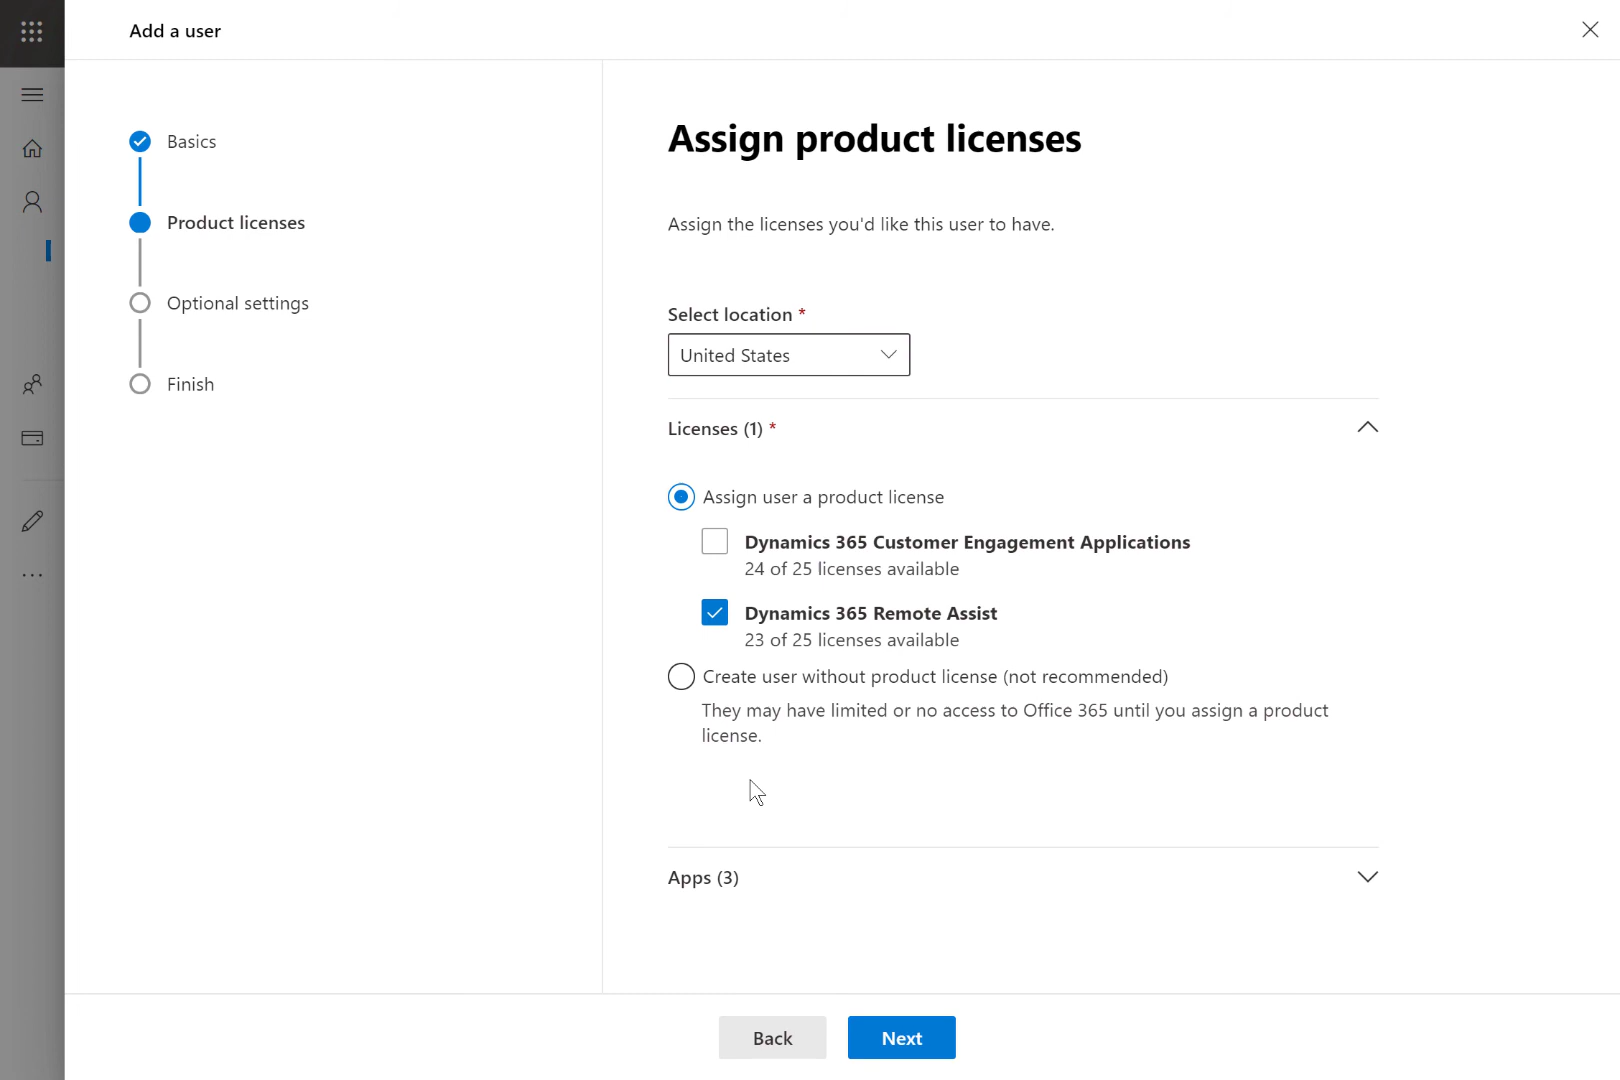 Add a user
Basics
Product licenses
Optional settings
Finish
Assign product licenses
Assign the licenses you'd like this user to have.
Select location *
United States
Licenses (1) *
Assign user a product license
Dynamics 365 Customer Engagement Applications
24 of 25 licenses available
Dynamics 365 Remote Assist
23 of 25 licenses available
Create user without product license (not recommended)
They may have limited or no access to Office 365 until you assign a product
license.
Apps (3)
Back
Next